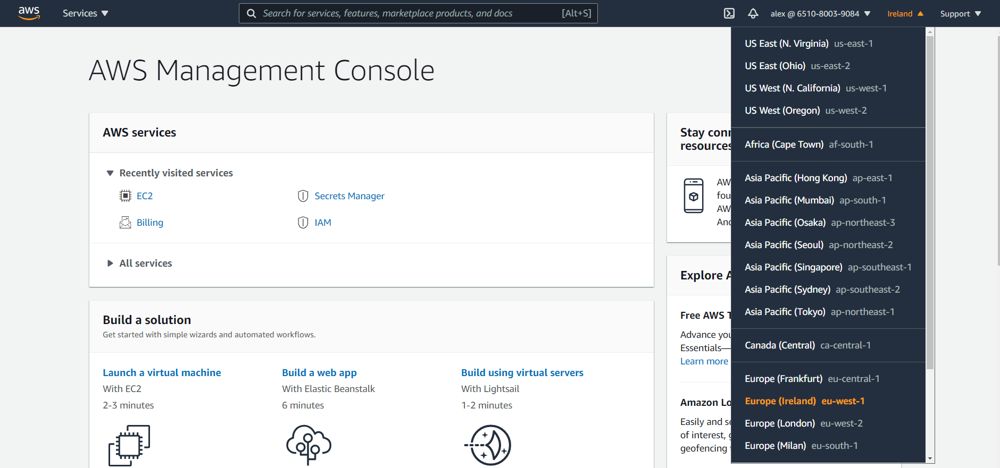 aws Services Search for services, features, marketplace products, and docs [Alt+S] alex @ 6510-8003-9084 Ireland Support
AWS Management Console
AWS services
Recently visited services
EC2 Secrets Manager
Billing IAM
All services
Build a solution
Get started with simple wizards and automated workflows.
Launch a virtual machine
With EC2
2-3 minutes
Build a web app
With Elastic Beanstalk
6 minutes
Build using virtual servers
With Lightsail
1-2 minutes
Stay conn
resources
AW
fou
AW
And
Explore A
Free AWS T
Advance you
Essentials—
Learn more
Amazon Lo
Easily and se
of interest, g
geofencing
US East (N. Virginia) us-east-1
US East (Ohio) us-east-2
US West (N. California) us-west-1
US West (Oregon) us-west-2
Africa (Cape Town) af-south-1
Asia Pacific (Hong Kong) ap-east-1
Asia Pacific (Mumbai) ap-south-1
Asia Pacific (Osaka) ap-northeast-3
Asia Pacific (Seoul) ap-northeast-2
Asia Pacific (Singapore) ap-southeast-1
Asia Pacific (Sydney) ap-southeast-2
Asia Pacific (Tokyo) ap-northeast-1
Canada (Central) ca-central-1
Europe (Frankfurt) eu-central-1
Europe (Ireland) eu-west-1
Europe (London) eu-west-2
Europe (Milan) eu-south-1